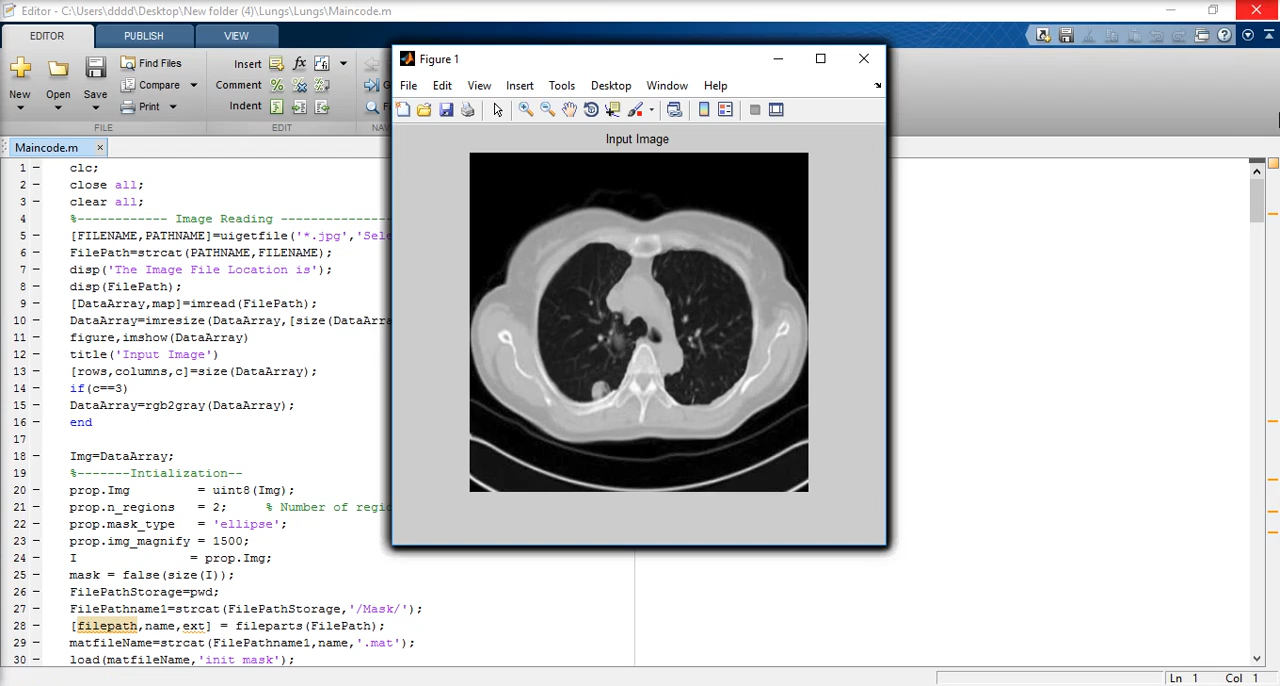 Editor - C:\Users\dddd\Desktop\New folder (4)\Lungs\Lungs\Maincode.m
EDITOR PUBLISH VIEW
New
Open
Save
Find Files
Compare
Print
FILE
Insert
Comment
Indent
EDIT
NA
Maincode.m
Figure 1
File Edit View Insert Tools Desktop Window Help
Input Image
1 clc;
2 close all;
3 clear all;
4 %------------ Image Reading ----------------
5 [FILENAME,PATHNAME]=uigetfile('*.jpg','Sele
6 FilePath=strcat(PATHNAME,FILENAME);
7 disp('The Image File Location is');
8 disp(FilePath);
9 [DataArray,map]=imread(FilePath);
10 DataArray=imresize(DataArray,[size(DataArra
11 figure,imshow(DataArray)
12 title('Input Image')
13 [rows,columns,c]=size(DataArray);
14 if(c==3)
15 DataArray=rgb2gray(DataArray);
16 end
17
18 Img=DataArray;
19 %-------Intialization--
20 prop.Img = uint8(Img);
21 prop.n_regions = 2; % Number of regio
22 prop.mask_type = 'ellipse';
23 prop.img_magnify = 1500;
24 I = prop.Img;
25 mask = false(size(I));
26 FilePathStorage=pwd;
27 FilePathname1=strcat(FilePathStorage,'/Mask/');
28 [filepath,name,ext] = fileparts(FilePath);
29 matfileName=strcat(FilePathname1,name,'.mat');
30 load(matfileName,'init_mask');
Ln 1 Col 1